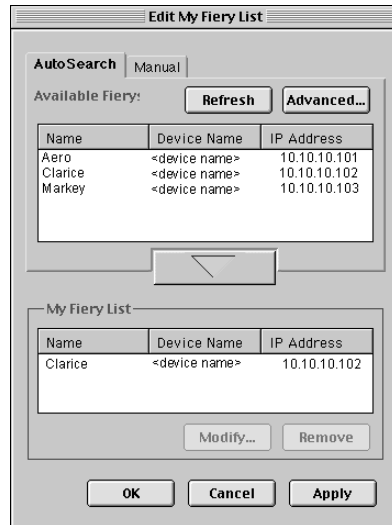 Edit My Fiery List
AutoSearch Manual
Available Fiery:
Refresh Advanced...
Name Device Name IP Address
Aero <device name> 10.10.10.101
Clarice <device name> 10.10.10.102
Markey <device name> 10.10.10.103
My Fiery List
Name Device Name IP Address
Clarice <device name> 10.10.10.102
Modify... Remove
OK Cancel Apply